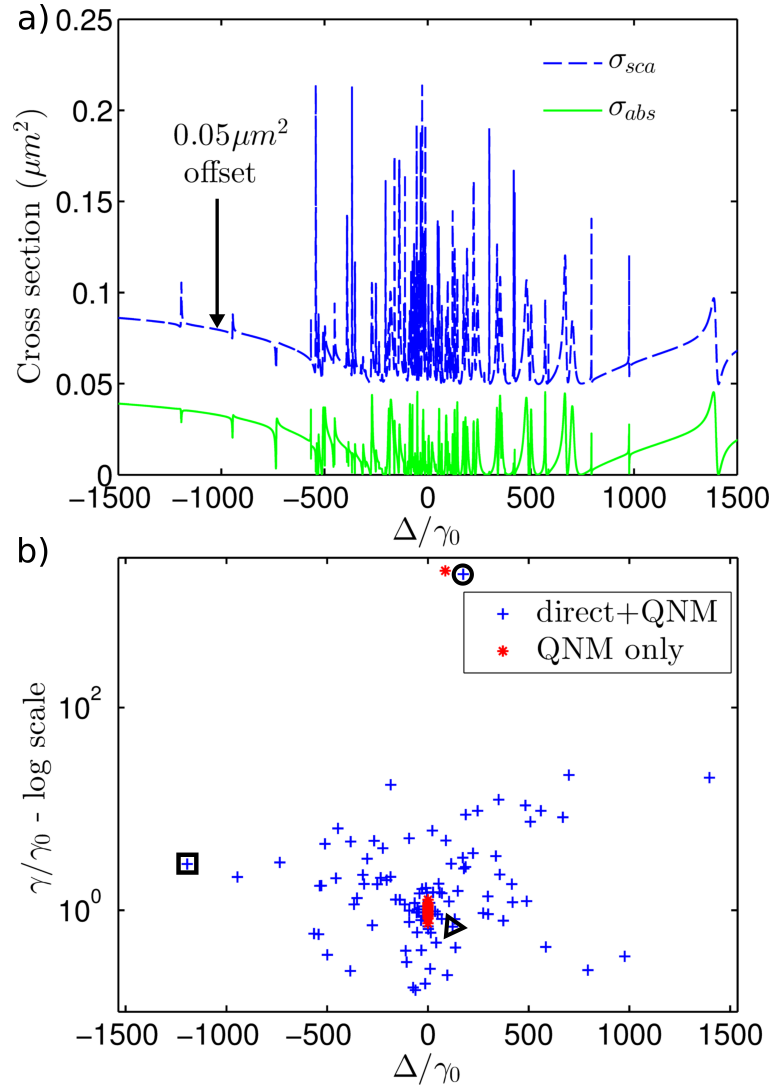 a)
0.25
0.2
0.15
0.1
0.05
0
Cross section (μm²)
σ_sca
σ_abs
0.05μm²
offset
−1500 −1000 −500 0 500 1000 1500
Δ/γ₀
b)
direct+QNM
QNM only
10²
10⁰
γ/γ₀ - log scale
−1500 −1000 −500 0 500 1000 1500
Δ/γ₀